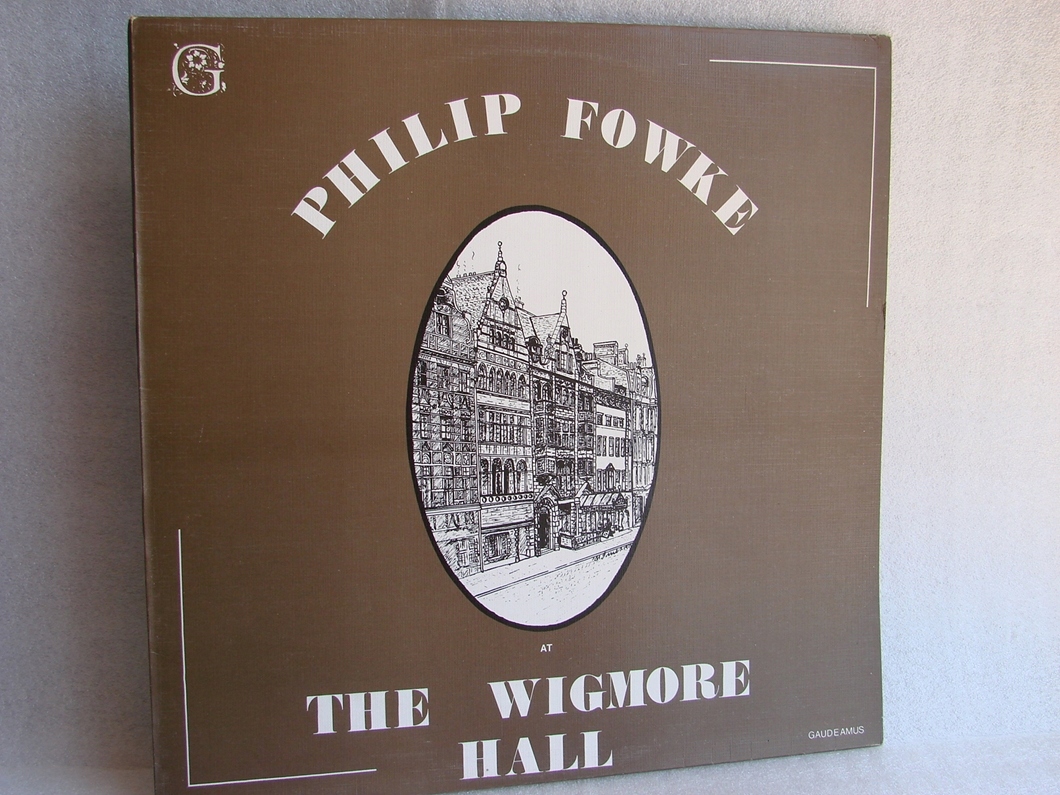 G
PHILIP FOWKE
AT
THE WIGMORE
HALL
GAUDEAMUS